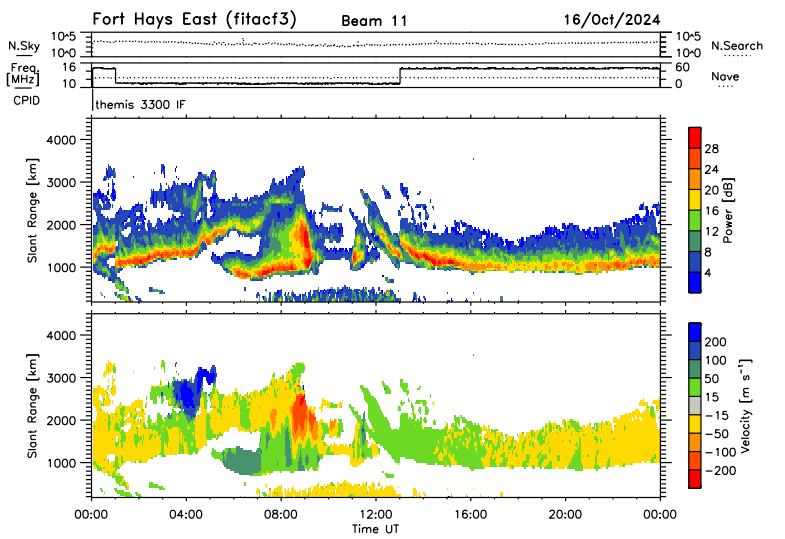 Fort Hays East (fitacf3) Beam 11 16/Oct/2024
N.Sky 10^5 10^0 10^5 10^0 N.Search
Freq. [MHz] 16 10 60 0 Nave
CPID themis 3300 IF
Slant Range [km] 4000 3000 2000 1000
Power [dB] 28 24 20 16 12 8 4
Slant Range [km] 4000 3000 2000 1000
Velocity [m s⁻¹] 200 100 50 15 −15 −50 −100 −200
00:00 04:00 08:00 12:00 16:00 20:00 00:00
Time UT